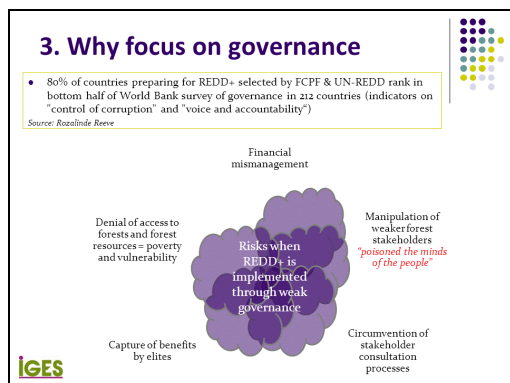 3. Why focus on governance
• 80% of countries preparing for REDD+ selected by FCPF & UN-REDD rank in
bottom half of World Bank survey of governance in 212 countries (indicators on
"control of corruption" and "voice and accountability“)
Source: Rozalinde Reeve
Financial
mismanagement
Denial of access to
forests and forest
resources = poverty
and vulnerability
Manipulation of
weaker forest
stakeholders
"poisoned the minds
of the people"
Risks when
REDD+ is
implemented
through weak
governance
Capture of benefits
by elites
Circumvention of
stakeholder
consultation
processes
iGES